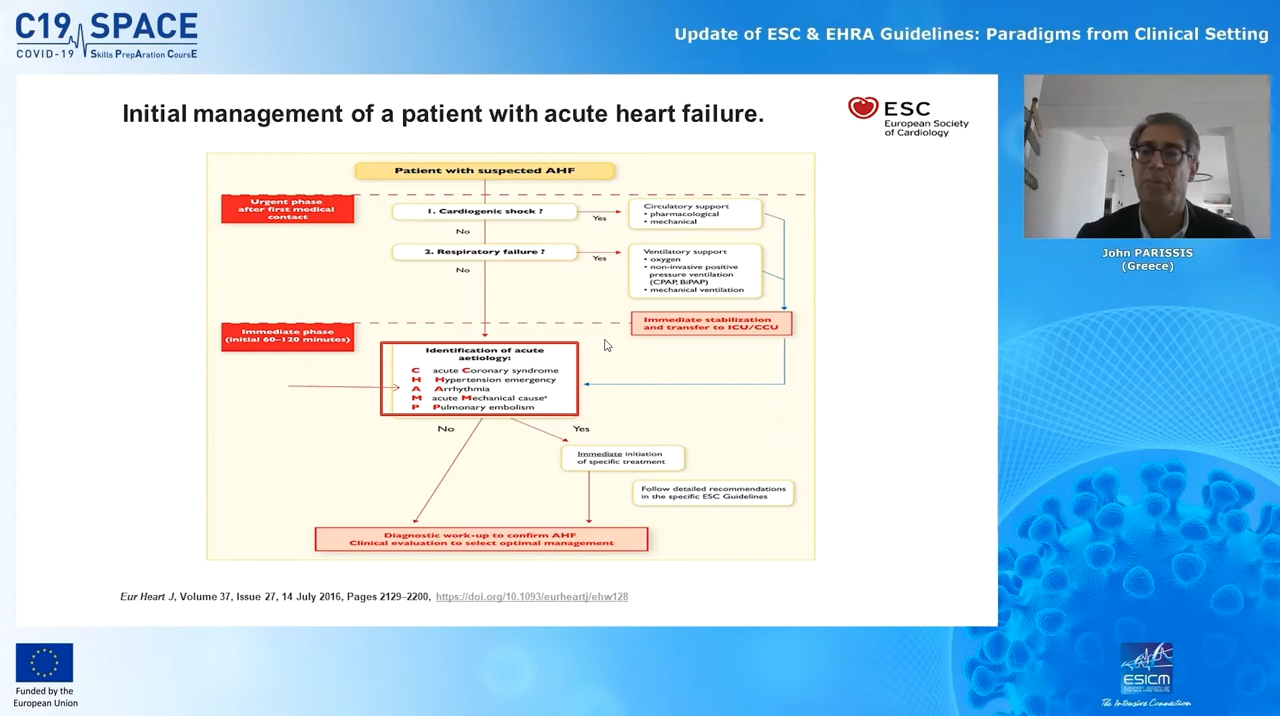 C19 SPACE
COVID-19 Skills PrepAration CoursE
Update of ESC & EHRA Guidelines: Paradigms from Clinical Setting
Initial management of a patient with acute heart failure.
ESC
European Society
of Cardiology
Patient with suspected AHF
Urgent phase
after first medical
contact
1. Cardiogenic shock ?
Yes
Circulatory support
• pharmacological
• mechanical
No
2. Respiratory failure ?
Yes
Ventilatory support
• oxygen
• non-invasive positive
pressure ventilation
(CPAP, BiPAP)
• mechanical ventilation
No
Immediate stabilization
and transfer to ICU/CCU
Immediate phase
(initial 60–120 minutes)
Identification of acute
aetiology:
C acute Coronary syndrome
H Hypertension emergency
A Arrhythmia
M acute Mechanical causeª
P Pulmonary embolism
No
Yes
Immediate initiation
of specific treatment
Follow detailed recommendations
in the specific ESC Guidelines
Diagnostic work-up to confirm AHF
Clinical evaluation to select optimal management
Eur Heart J, Volume 37, Issue 27, 14 July 2016, Pages 2129–2200, https://doi.org/10.1093/eurheartj/ehw128
John PARISSIS
(Greece)
Funded by the
European Union
ESICM
The Intensive Connection